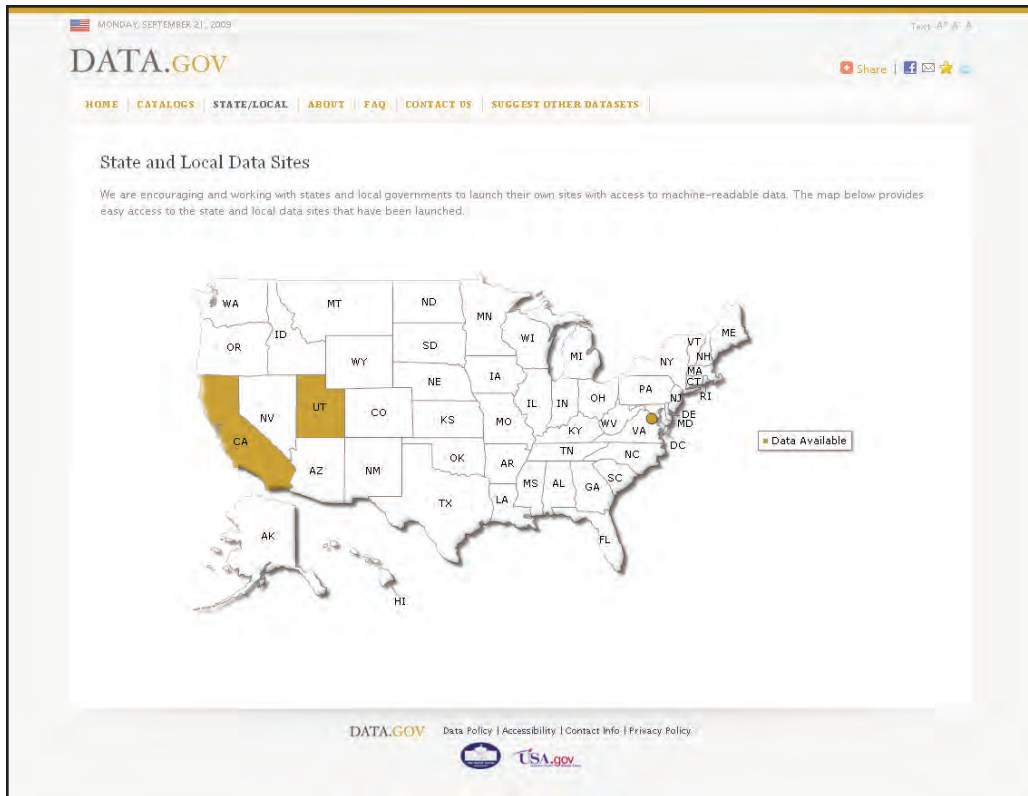 MONDAY, SEPTEMBER 21, 2009
Text A+ A- A
DATA.GOV
Share
HOME | CATALOGS | STATE/LOCAL | ABOUT | FAQ | CONTACT US | SUGGEST OTHER DATASETS
State and Local Data Sites
We are encouraging and working with states and local governments to launch their own sites with access to machine-readable data. The map below provides
easy access to the state and local data sites that have been launched.
WA
MT
ND
MN
OR
ID
WY
SD
WI
MI
VT
ME
NY
NH
MA
CT
RI
CA
NV
UT
CO
NE
IA
KS
MO
IL
IN
OH
PA
NJ
DE
MD
WV
VA
KY
DC
AZ
NM
OK
AR
TN
NC
SC
TX
LA
MS
AL
GA
FL
AK
HI
Data Available
DATA.GOV Data Policy | Accessibility | Contact Info | Privacy Policy
USA.gov